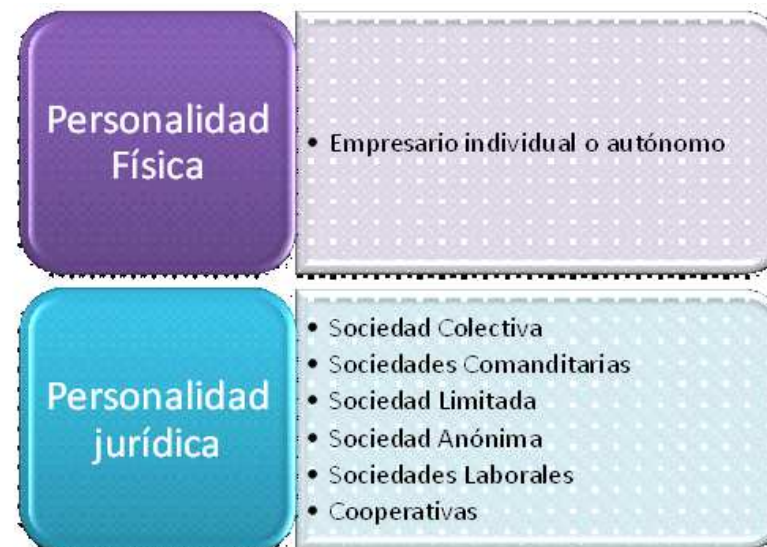 Personalidad
Física
• Empresario individual o autónomo
Personalidad
jurídica
• Sociedad Colectiva
• Sociedades Comanditarias
• Sociedad Limitada
• Sociedad Anónima
• Sociedades Laborales
• Cooperativas